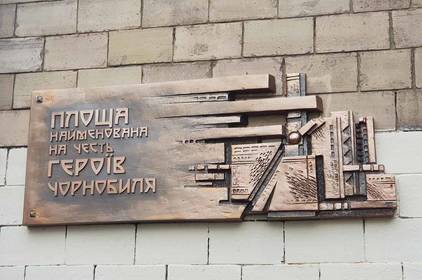 ПЛОЩА
НАЙМЕНОВАНА
НА ЧЕСТЬ
ГЕРОЇВ
ЧОРНОБИЛЯ